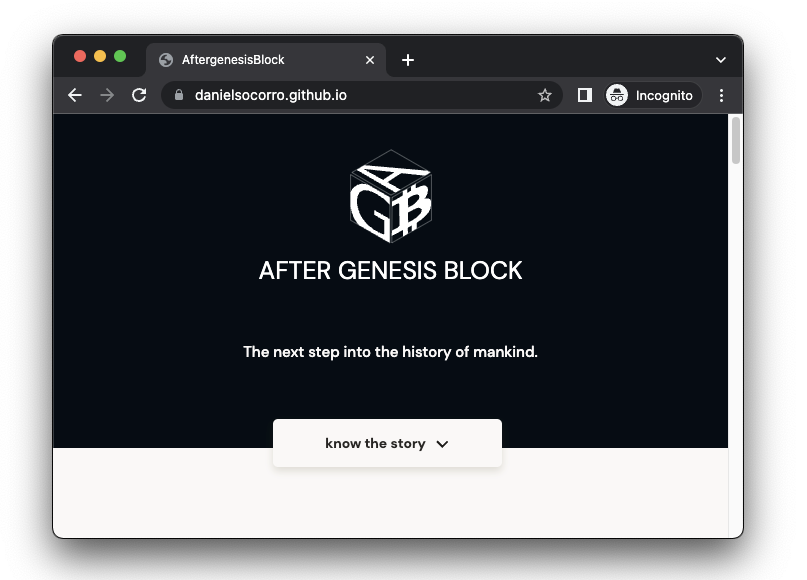 AftergenesisBlock
danielsocorro.github.io
Incognito
A
G₿
AFTER GENESIS BLOCK
The next step into the history of mankind.
know the story